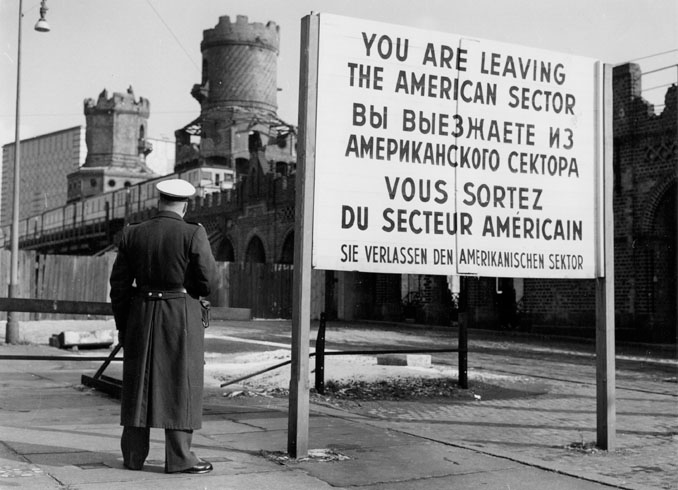 YOU ARE LEAVING
THE AMERICAN SECTOR
ВЫ ВЫЕЗЖАЕТЕ ИЗ
АМЕРИКАНСКОГО СЕКТОРА
VOUS SORTEZ
DU SECTEUR AMÉRICAIN
SIE VERLASSEN DEN AMERIKANISCHEN SEKTOR